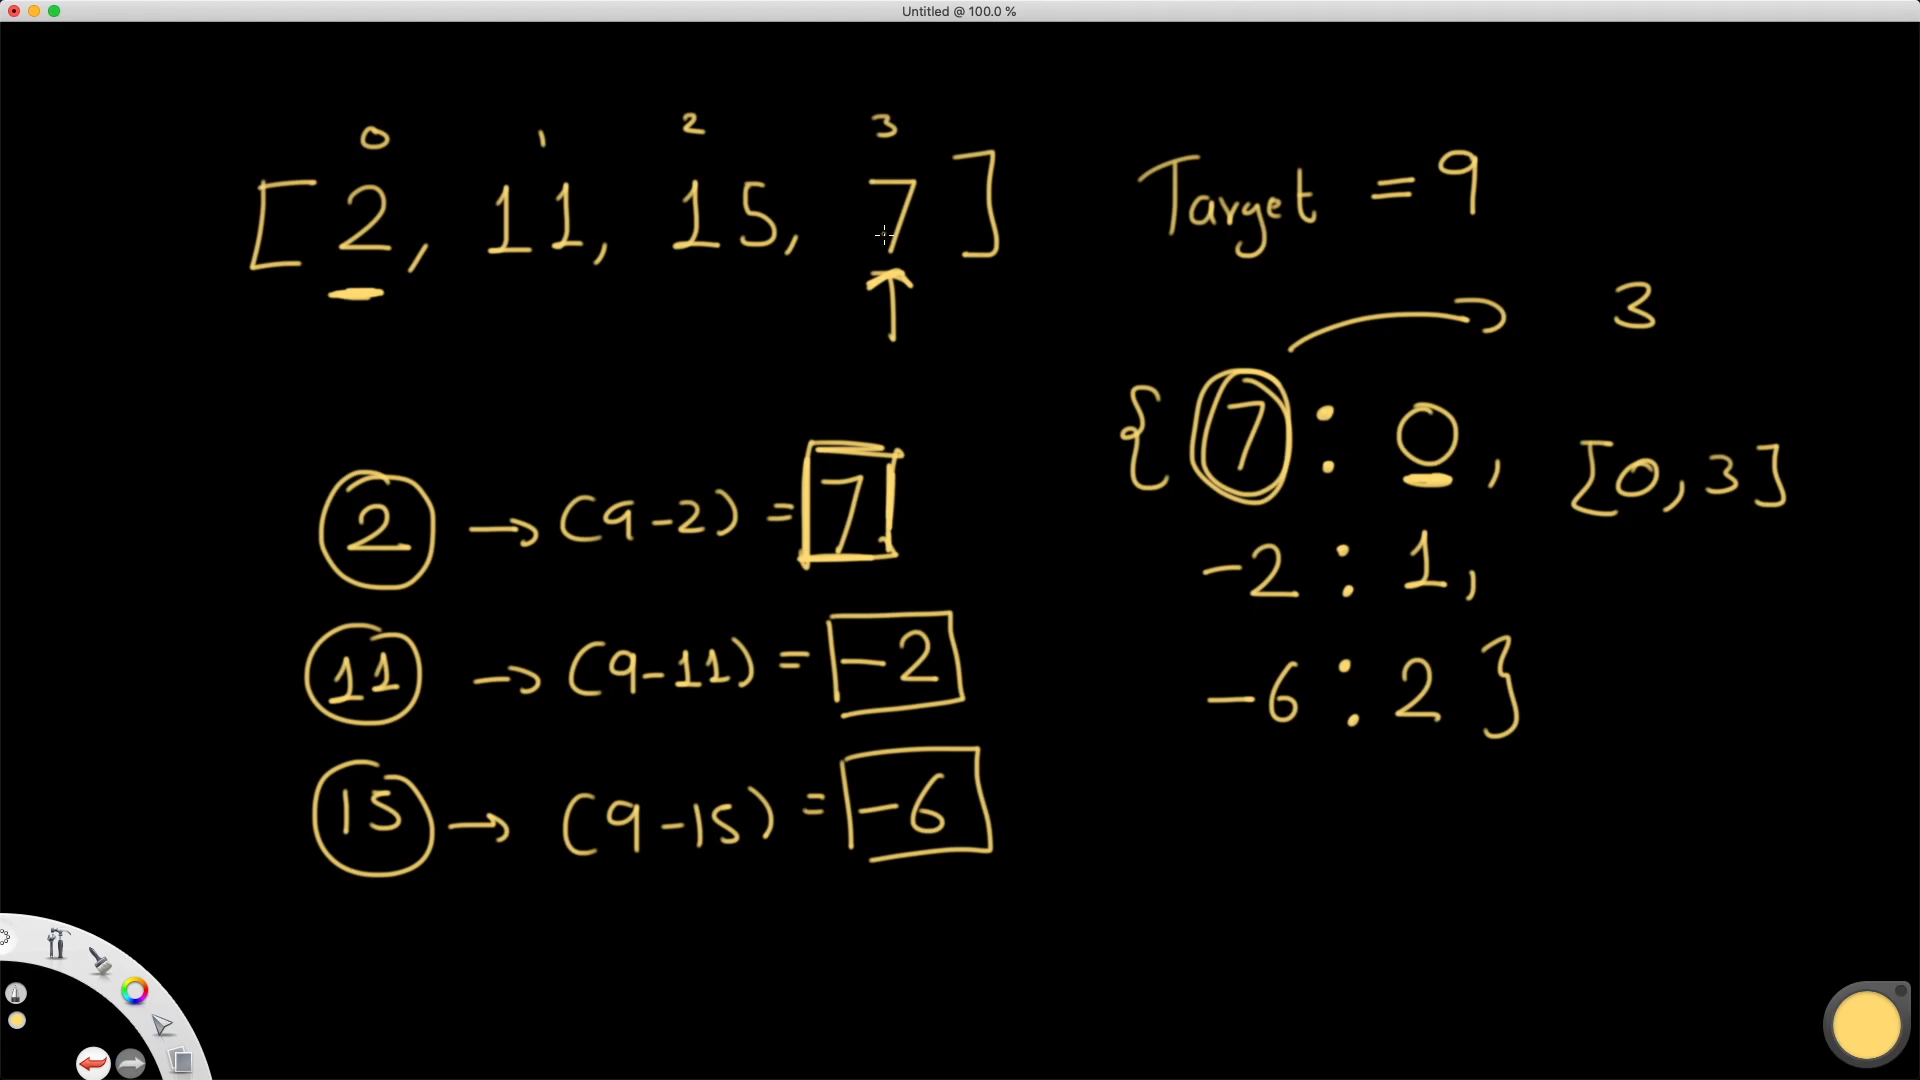 Untitled @ 100.0 %
0 1 2 3
[ 2, 11, 15, 7 ]
Target = 9
3
{ 7 : 0,
[0, 3]
-2 : 1,
-6 : 2 }
2 → (9-2) = 7
11 → (9-11) = -2
15 → (9-15) = -6